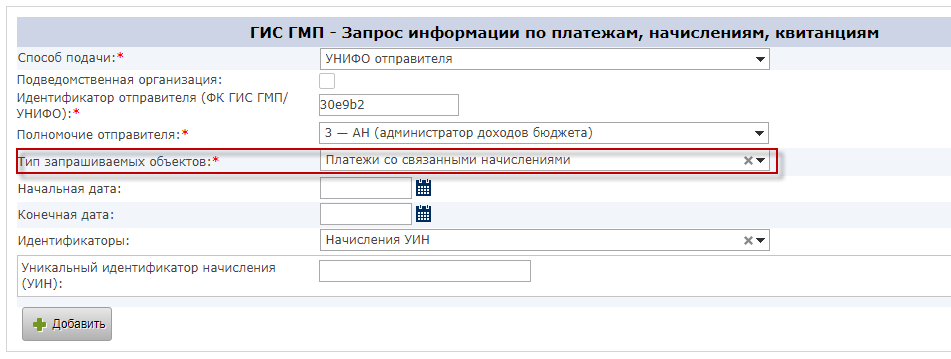 ГИС ГМП - Запрос информации по платежам, начислениям, квитанциям
Способ подачи:* УНИФО отправителя
Подведомственная организация:
Идентификатор отправителя (ФК ГИС ГМП/
УНИФО):* 30e9b2
Полномочие отправителя:* 3 — АН (администратор доходов бюджета)
Тип запрашиваемых объектов:* Платежи со связанными начислениями
Начальная дата:
Конечная дата:
Идентификаторы: Начисления УИН
Уникальный идентификатор начисления
(УИН):
Добавить